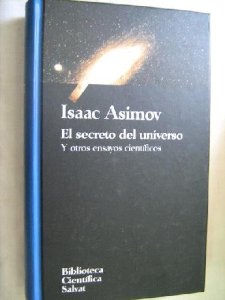 Isaac Asimov
El secreto del universo
Y otros ensayos científicos
Biblioteca
Científica
Salvat